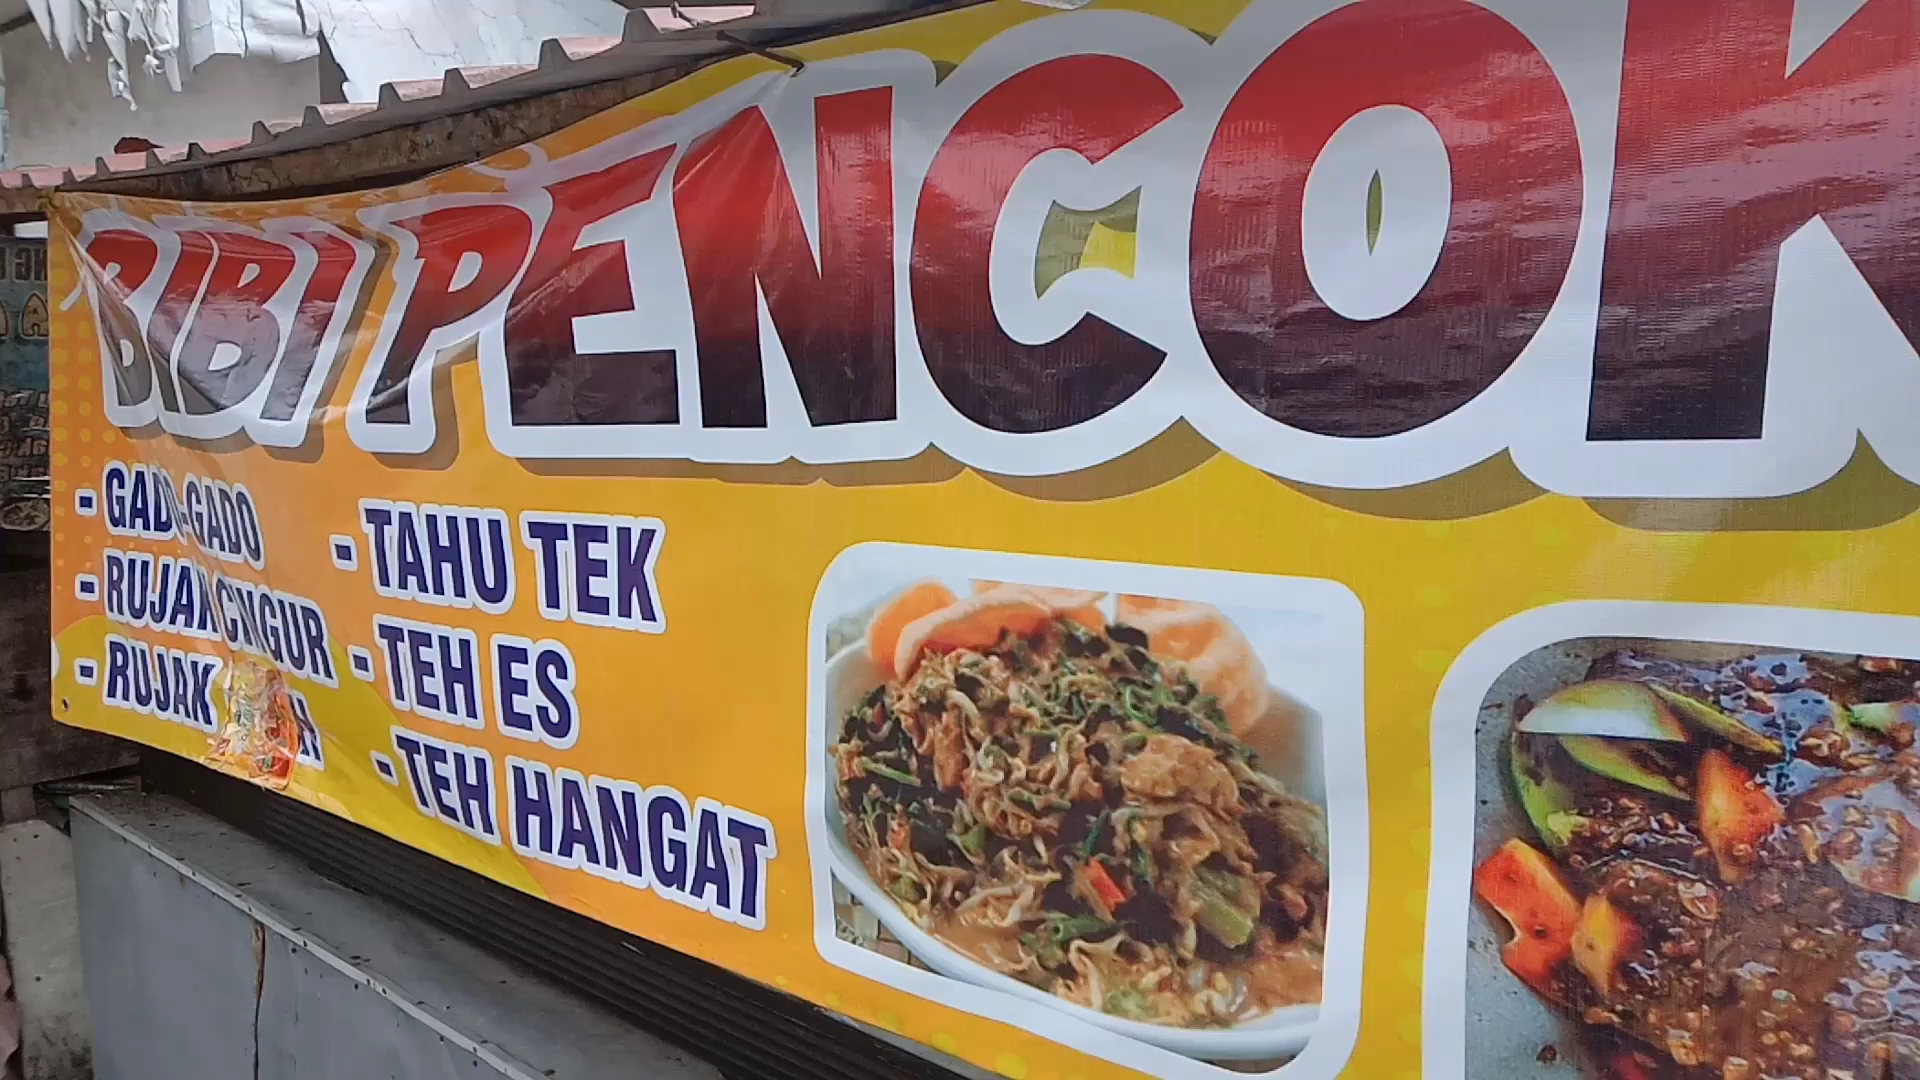 BIBI PENCOK
- GADO-GADO
- RUJAK CINGUR
- RUJAK
- TAHU TEK
- TEH ES
- TEH HANGAT